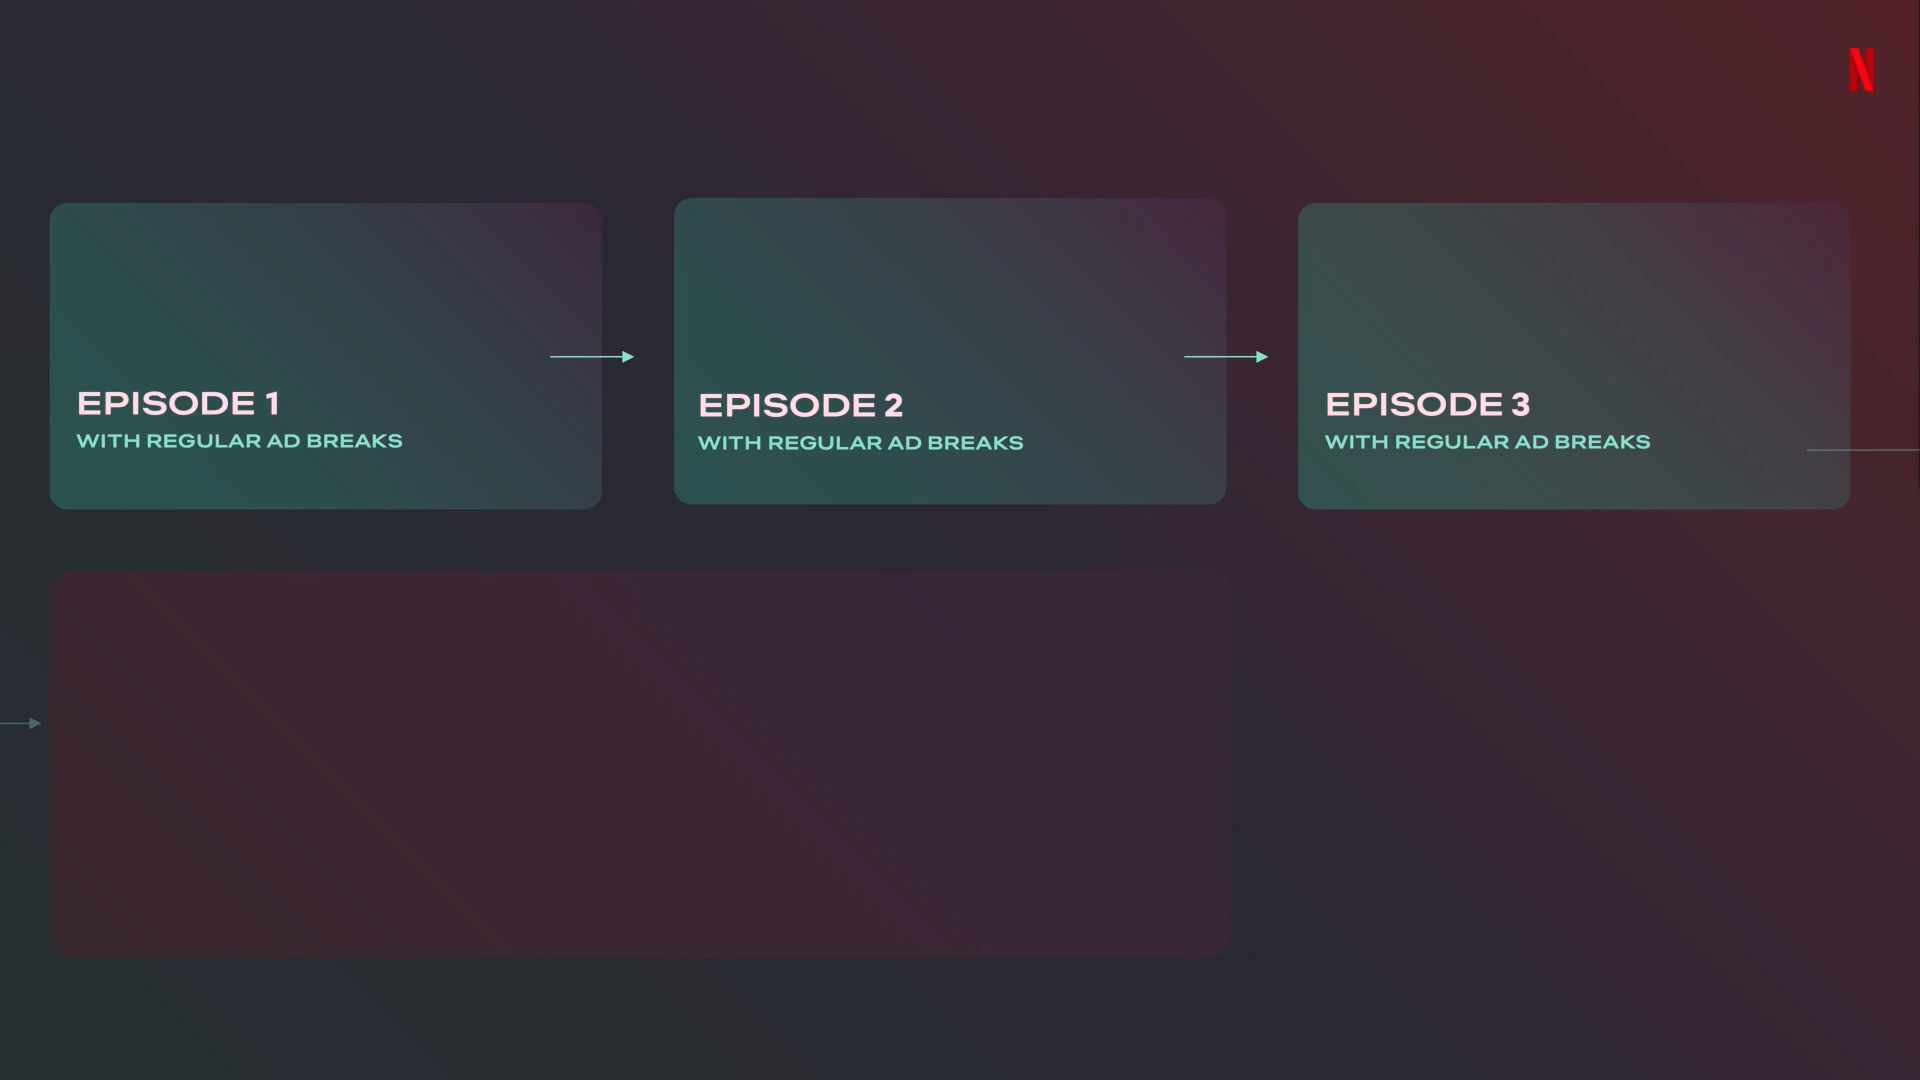 N
EPISODE 1
WITH REGULAR AD BREAKS
EPISODE 2
WITH REGULAR AD BREAKS
EPISODE 3
WITH REGULAR AD BREAKS